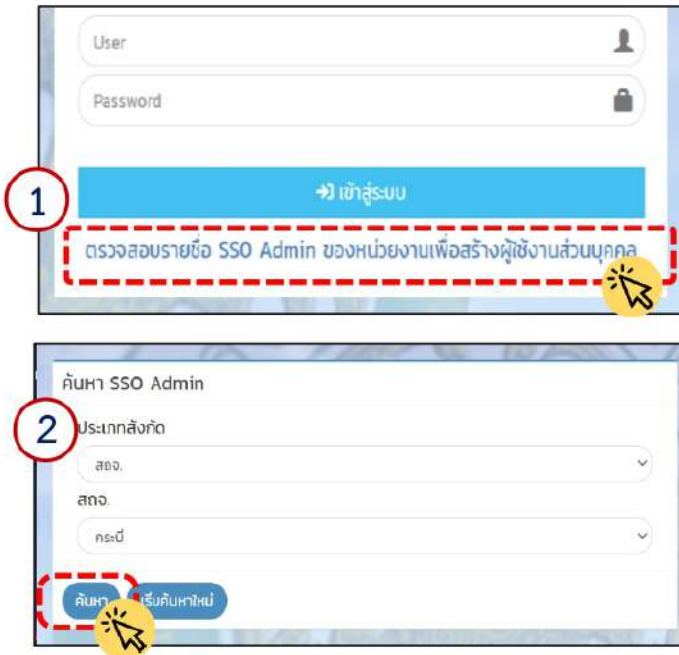 User
Password
1
เข้าสู่ระบบ
ตรวจสอบรายชื่อ SSO Admin ของหน่วยงานเพื่อสร้างผู้ใช้งานส่วนบุคคล
ค้นหา SSO Admin
2
ประเภทสังกัด
สถจ.
สถจ.
กระบี่
ค้นหา
เริ่มค้นหาใหม่